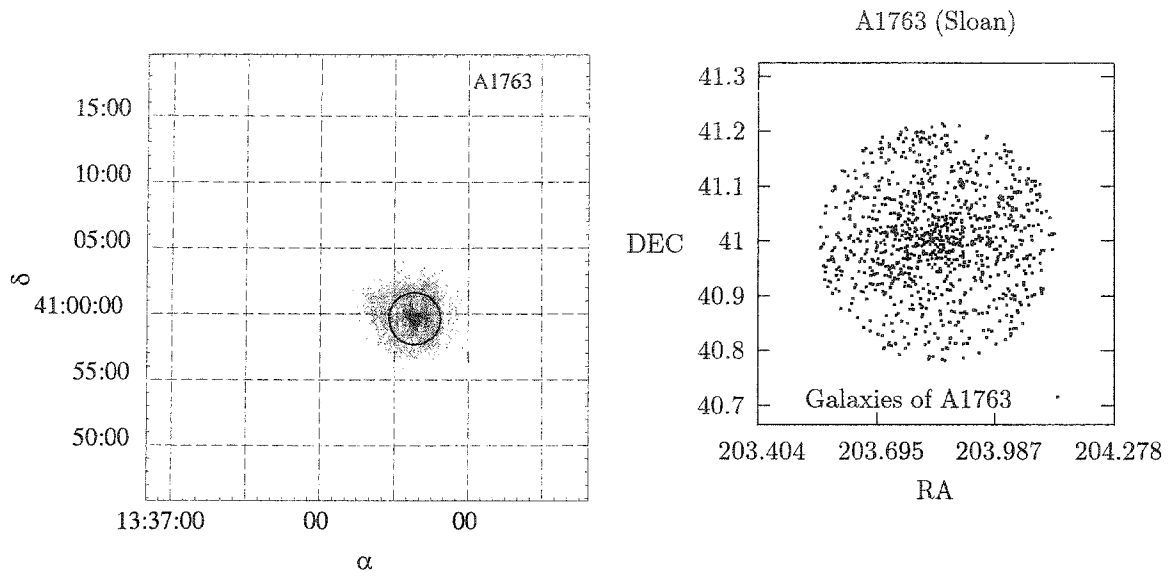 A1763
15:00
10:00
05:00
δ
41:00:00
55:00
50:00
13:37:00 00 00
α
A1763 (Sloan)
41.3
41.2
41.1
DEC 41
40.9
40.8
40.7
Galaxies of A1763
203.404 203.695 203.987 204.278
RA